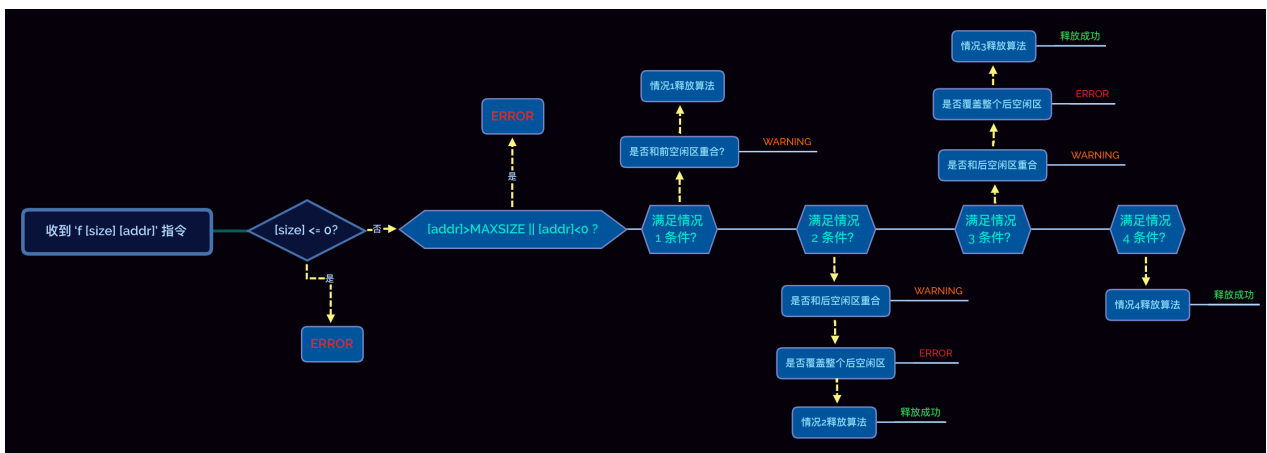 收到 'f [size] [addr]' 指令
[size] <= 0?
是
ERROR
否
[addr]>MAXSIZE || [addr]<0 ?
是
ERROR
满足情况
1 条件?
是否和前空闲区重合?
WARNING
情况1释放算法
满足情况
2 条件?
是否和后空闲区重合
WARNING
是否覆盖整个后空闲区
ERROR
情况2释放算法
释放成功
满足情况
3 条件?
是否和后空闲区重合
WARNING
是否覆盖整个后空闲区
ERROR
情况3释放算法
释放成功
满足情况
4 条件?
情况4释放算法
释放成功